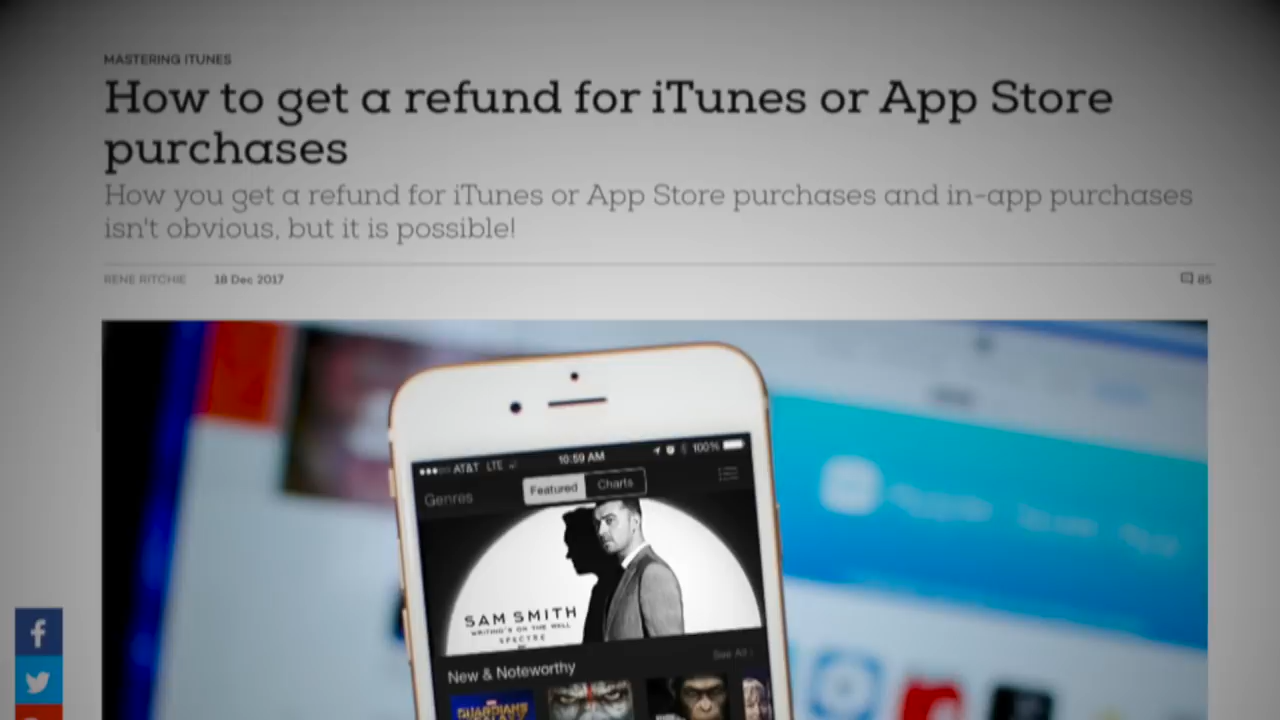 MASTERING ITUNES
How to get a refund for iTunes or App Store
purchases
How you get a refund for iTunes or App Store purchases and in-app purchases
isn't obvious, but it is possible!
RENE RITCHIE 18 Dec 2017 85
AT&T LTE 10:59 AM 100%
Genres Featured Charts
SAM SMITH
WRITING'S ON THE WALL
SPECTRE
New & Noteworthy See All
GUARDIANS